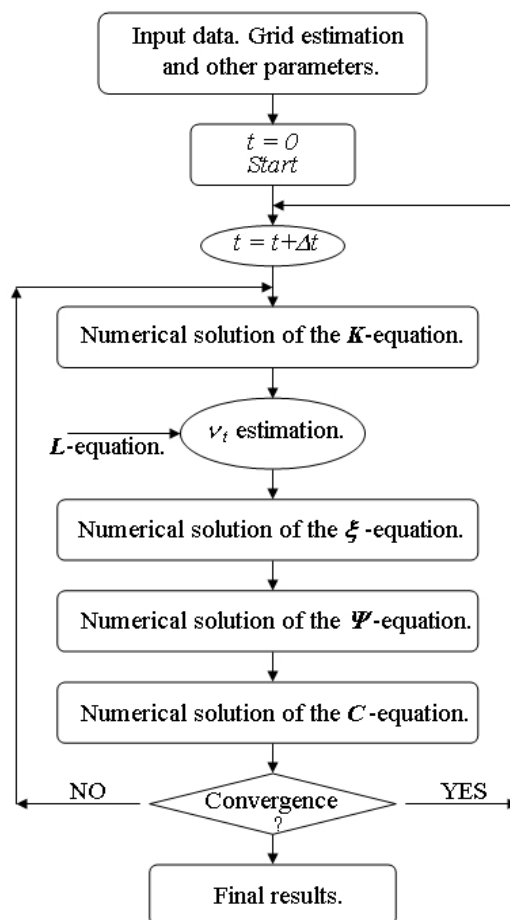 Input data. Grid estimation
and other parameters.
t = 0
Start
t = t+Δt
Numerical solution of the K-equation.
ν_t estimation.
L-equation.
Numerical solution of the ξ-equation.
Numerical solution of the Ψ-equation.
Numerical solution of the C-equation.
NO
Convergence
?
YES
Final results.